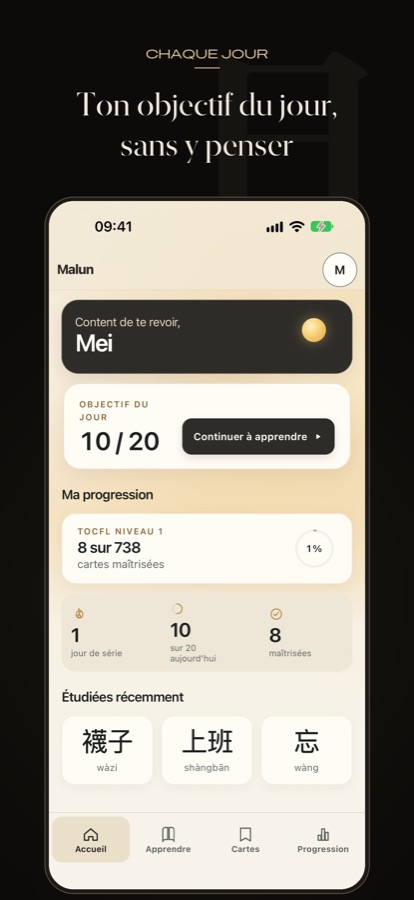 CHAQUE JOUR
Ton objectif du jour,
sans y penser
09:41
Malun
M
Content de te revoir,
Mei
OBJECTIF DU
JOUR
10/20
Continuer à apprendre
Ma progression
TOCFL NIVEAU 1
8 sur 738
cartes maîtrisées
1%
1
jour de série
10
sur 20
aujourd'hui
8
maîtrisées
Étudiées récemment
襪子
wàzi
上班
shàngbān
忘
wàng
Accueil
Apprendre
Cartes
Progression